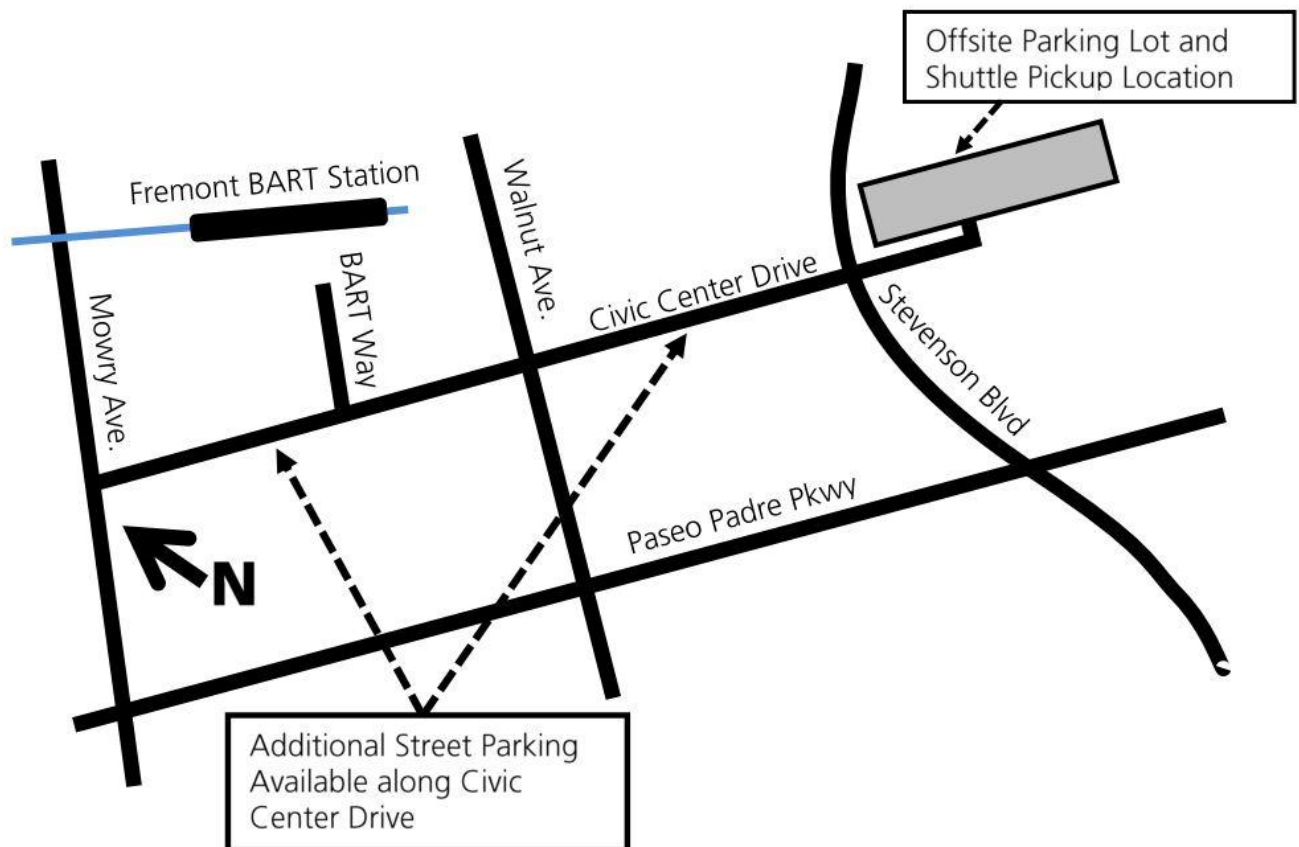 Offsite Parking Lot and
Shuttle Pickup Location
Fremont BART Station
Walnut Ave.
BART Way
Civic Center Drive
Mowry Ave.
Stevenson Blvd
Paseo Padre Pkwy
N
Additional Street Parking
Available along Civic
Center Drive